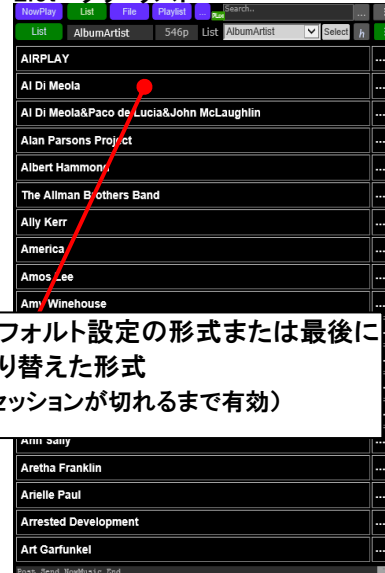 NowPlay List File Playlist ... Search.. ...
List AlbumArtist 546p List AlbumArtist Select h
AIRPLAY
Al Di Meola
Al Di Meola&Paco de Lucia&John McLaughlin
Alan Parsons Project
Albert Hammond
The Allman Brothers Band
Ally Kerr
America
Amos Lee
Amy Winehouse
フォルト設定の形式または最後に
り替えた形式
セッションが切れるまで有効）
Ann Sally
Aretha Franklin
Arielle Paul
Arrested Development
Art Garfunkel
Post Send NowMusic End